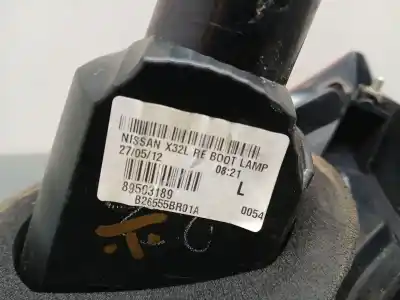 NISSAN X32L RE BOOT LAMP
27/05/12 08:21
89503189 L
B26555BR01A 0054